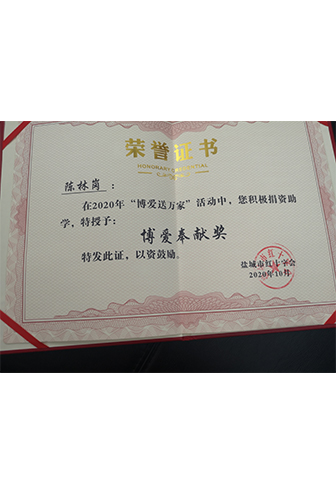 荣誉证书
HONORARY CREDENTIAL
陈林岗：
在2020年“博爱送万家”活动中，您积极捐资助
学，特授予：
博爱奉献奖
特发此证，以资鼓励。
盐城市红十字会
2020年10月